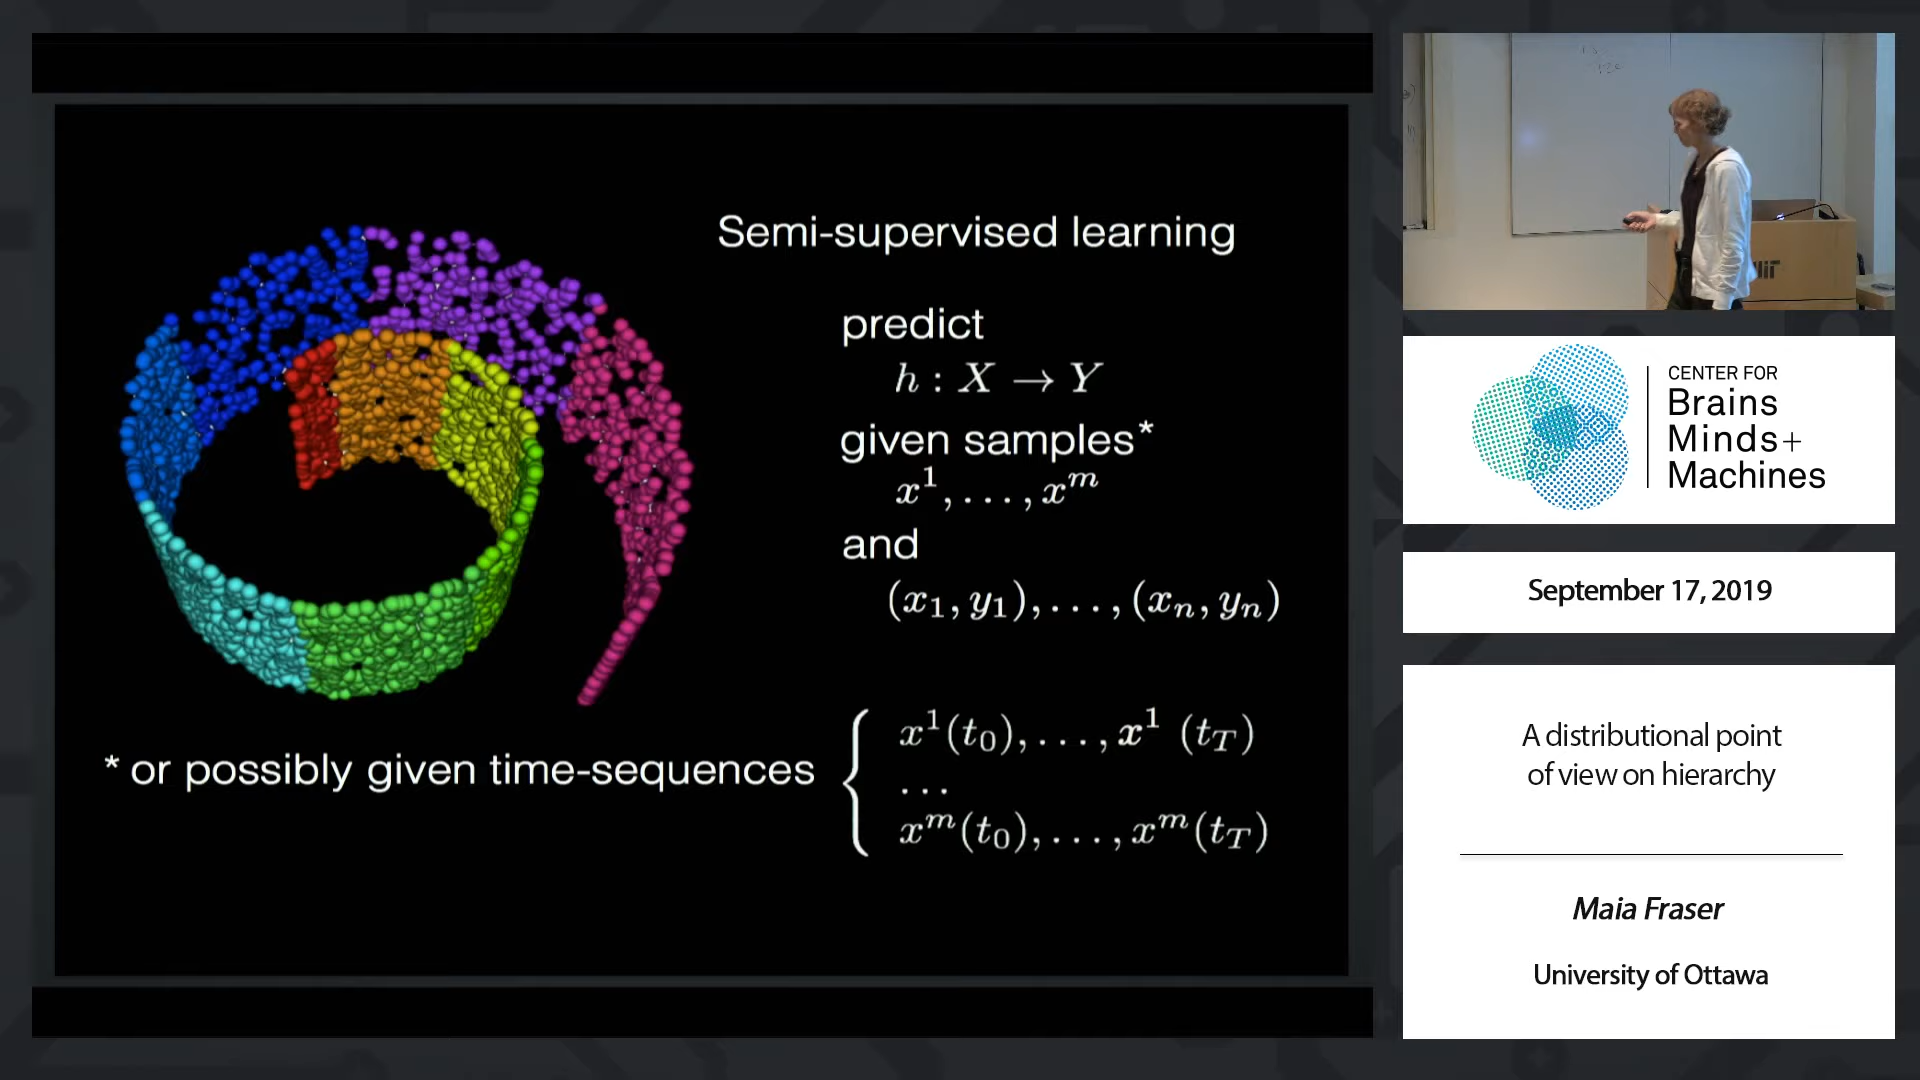 Semi-supervised learning
predict
h : X → Y
given samples*
x¹, . . . , xᵐ
and
(x₁, y₁), . . . , (xₙ, yₙ)
* or possibly given time-sequences
x¹(t₀), . . . , x¹ (t_T)
. . .
xᵐ(t₀), . . . , xᵐ(t_T)
CENTER FOR
Brains
Minds+
Machines
September 17, 2019
A distributional point
of view on hierarchy
Maia Fraser
University of Ottawa